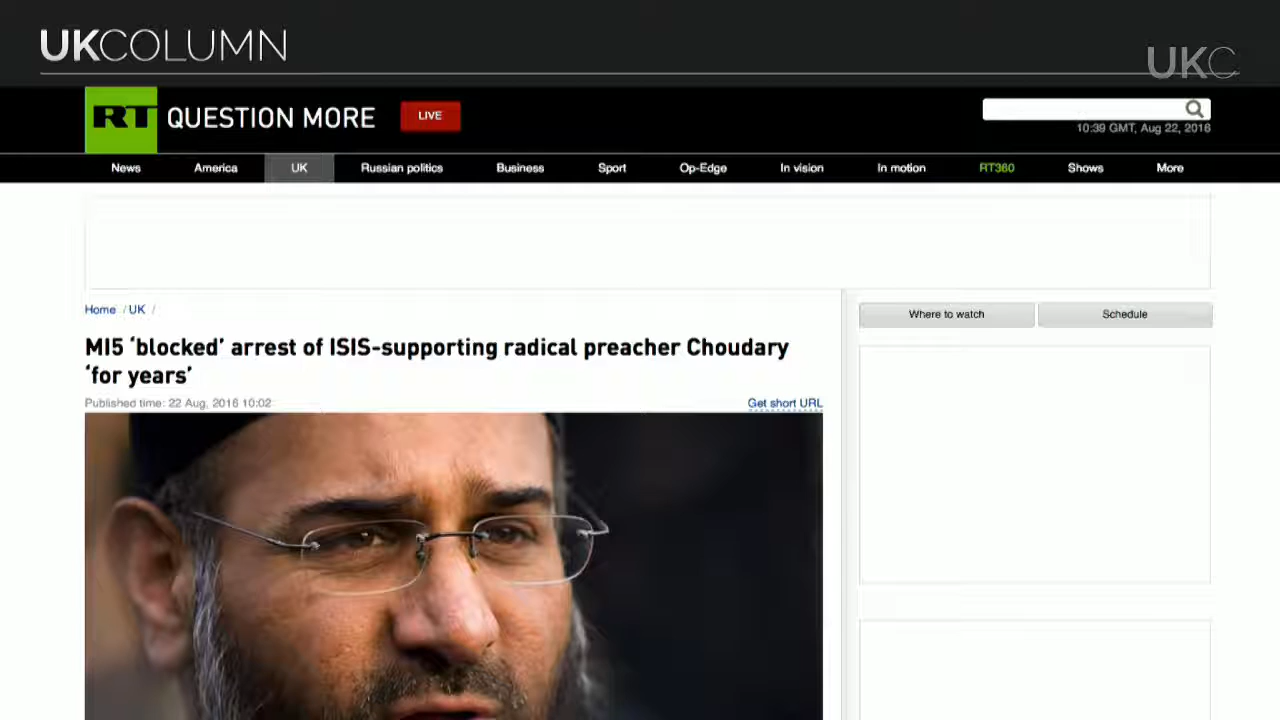 UKCOLUMN
UKC
RT QUESTION MORE LIVE
10:39 GMT, Aug 22, 2016
News America UK Russian politics Business Sport Op-Edge In vision In motion RT360 Shows More
Home / UK /
Where to watch Schedule
MI5 ‘blocked’ arrest of ISIS-supporting radical preacher Choudary
‘for years’
Published time: 22 Aug, 2016 10:02
Get short URL